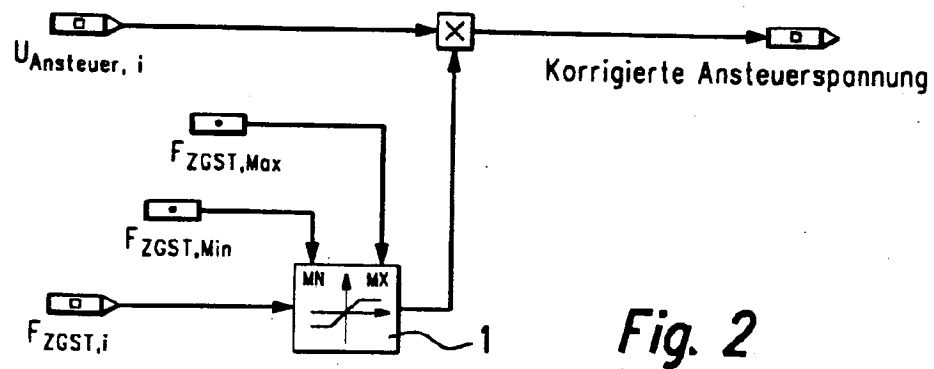 U_Ansteuer, i
×
Korrigierte Ansteuerspannung
F_ZGST,Max
F_ZGST,Min
MN MX
F_ZGST,i
1
Fig. 2